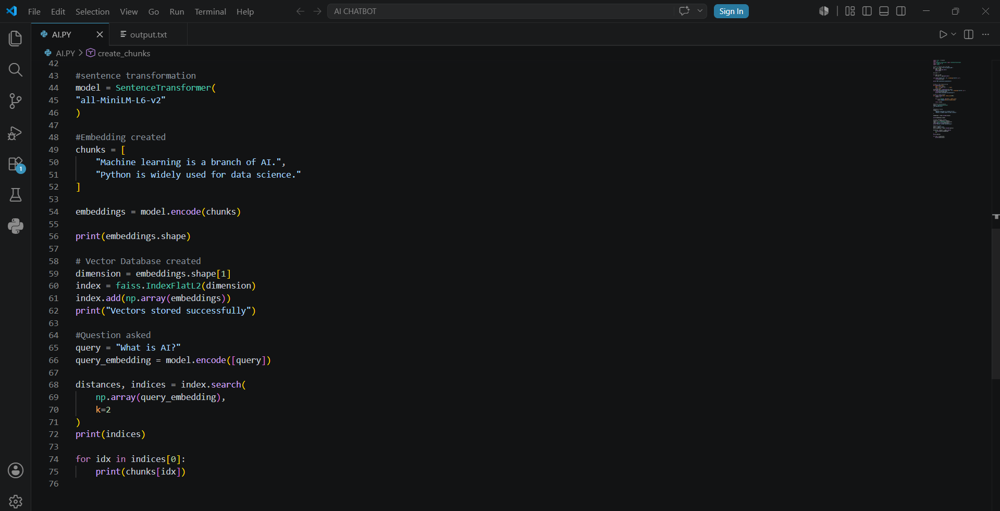 File Edit Selection View Go Run Terminal Help AI CHATBOT Sign In
AI.PY output.txt
AI.PY > create_chunks
42
43 #sentence transformation
44 model = SentenceTransformer(
45 "all-MiniLM-L6-v2"
46 )
47
48 #Embedding created
49 chunks = [
50     "Machine learning is a branch of AI.",
51     "Python is widely used for data science."
52 ]
53
54 embeddings = model.encode(chunks)
55
56 print(embeddings.shape)
57
58 # Vector Database created
59 dimension = embeddings.shape[1]
60 index = faiss.IndexFlatL2(dimension)
61 index.add(np.array(embeddings))
62 print("Vectors stored successfully")
63
64 #Question asked
65 query = "What is AI?"
66 query_embedding = model.encode([query])
67
68 distances, indices = index.search(
69     np.array(query_embedding),
70     k=2
71 )
72 print(indices)
73
74 for idx in indices[0]:
75     print(chunks[idx])
76
1